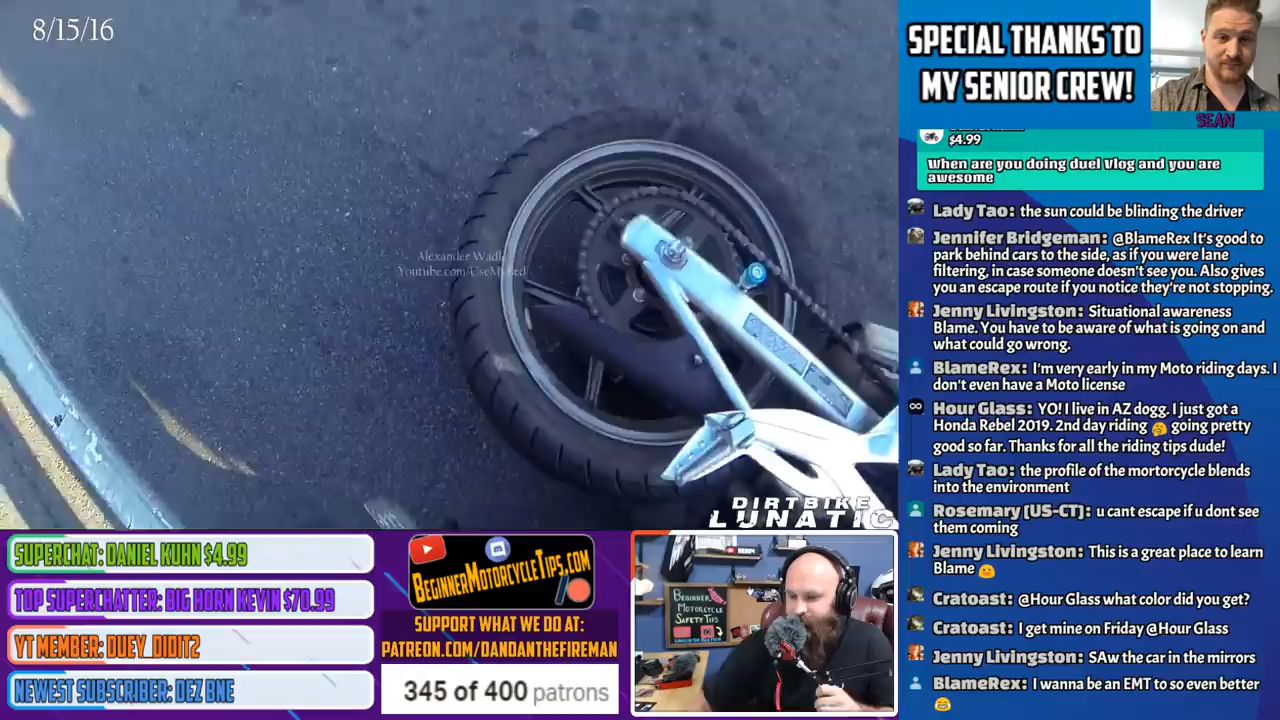 8/15/16
Alexander Wadh
DIRTBIKE
LUNATIC
SPECIAL THANKS TO
MY SENIOR CREW!
SEAN
$4.99
When are you doing duel Vlog and you are
awesome
Lady Tao: the sun could be blinding the driver
Jennifer Bridgeman: @BlameRex It's good to
park behind cars to the side, as if you were lane
filtering, in case someone doesn't see you. Also gives
you an escape route if you notice they're not stopping.
Jenny Livingston: Situational awareness
Blame. You have to be aware of what is going on and
what could go wrong.
BlameRex: I'm very early in my Moto riding days. I
don't even have a Moto license
Hour Glass: YO! I live in AZ dogg. I just got a
Honda Rebel 2019. 2nd day riding 🤔 going pretty
good so far. Thanks for all the riding tips dude!
Lady Tao: the profile of the mortorcycle blends
into the environment
Rosemary (US-CT): u cant escape if u dont see
them coming
Jenny Livingston: This is a great place to learn
Blame 🙂
Cratoast: @Hour Glass what color did you get?
Cratoast: I get mine on Friday @Hour Glass
Jenny Livingston: SAw the car in the mirrors
BlameRex: I wanna be an EMT to so even better
😁
SUPERCHAT: DANIEL KUHN $4.99
TOP SUPERCHATTER: BIG HORN KEVIN $70.99
YT MEMBER: DUEY_DIDIT2
NEWEST SUBSCRIBER: DEZ BNE
BEGINNERMOTORCYCLETIPS.COM
SUPPORT WHAT WE DO AT:
PATREON.COM/DANDANTHEFIREMAN
345 of 400 patrons
BEGINNER
MOTORCYCLE
SAFETY TIPS